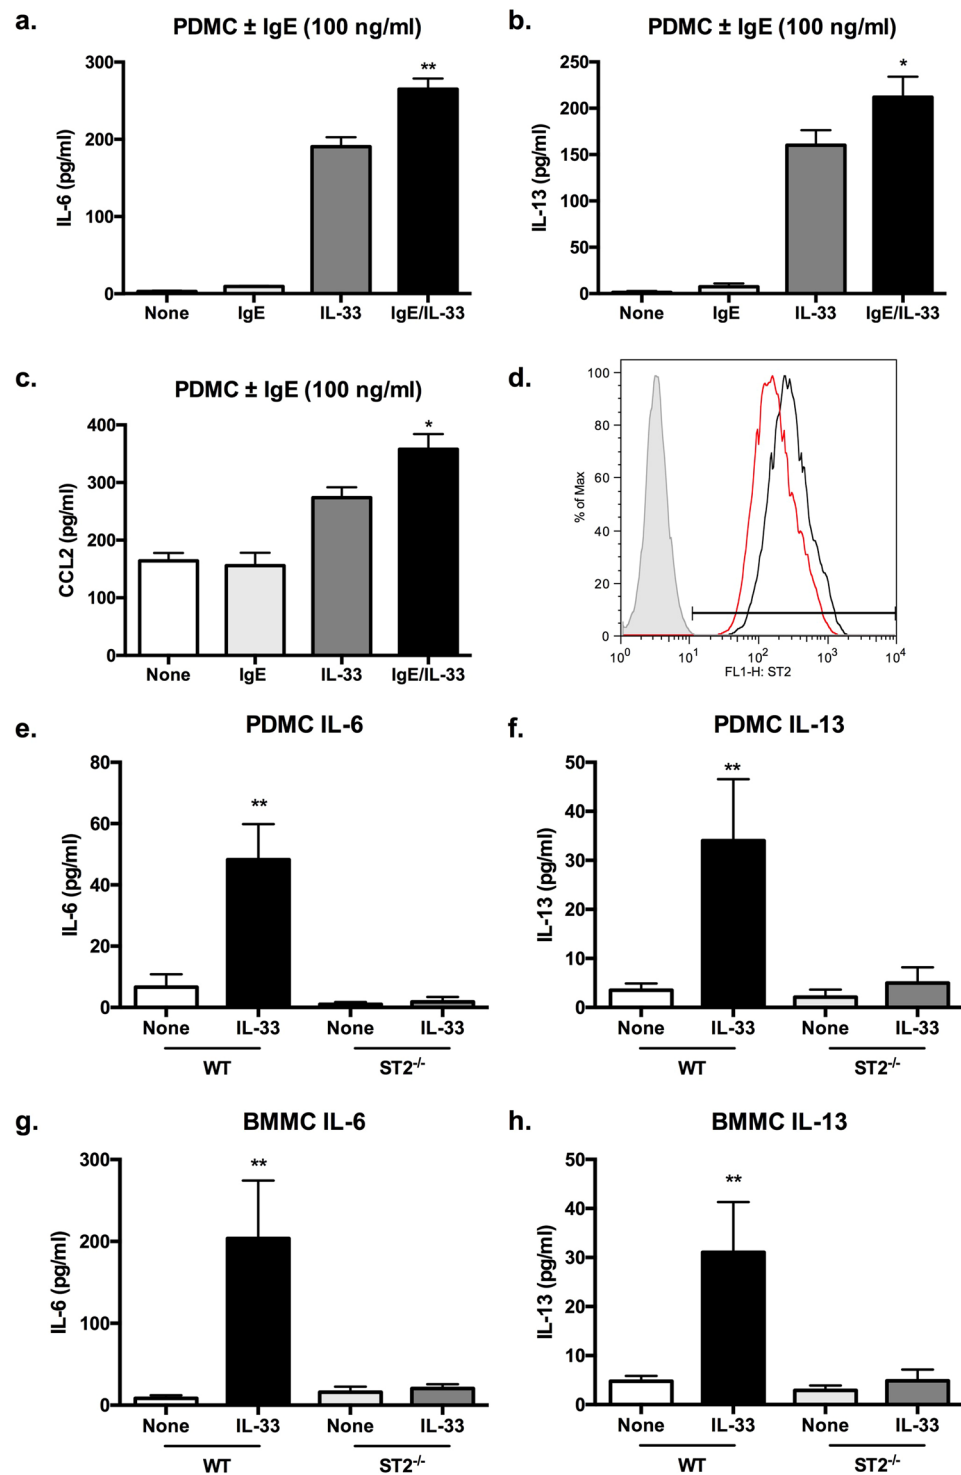 a.
PDMC ± IgE (100 ng/ml)
IL-6 (pg/ml)
300
200
100
0
**
None IgE IL-33 IgE/IL-33
b.
PDMC ± IgE (100 ng/ml)
IL-13 (pg/ml)
250
200
150
100
50
0
*
None IgE IL-33 IgE/IL-33
c.
PDMC ± IgE (100 ng/ml)
CCL2 (pg/ml)
400
300
200
100
0
*
None IgE IL-33 IgE/IL-33
d.
% of Max
100
80
60
40
20
0
10⁰ 10¹ 10² 10³ 10⁴
FL1-H: ST2
e.
PDMC IL-6
IL-6 (pg/ml)
80
60
40
20
0
**
None IL-33 None IL-33
WT ST2⁻/⁻
f.
PDMC IL-13
IL-13 (pg/ml)
50
40
30
20
10
0
**
None IL-33 None IL-33
WT ST2⁻/⁻
g.
BMMC IL-6
IL-6 (pg/ml)
300
200
100
0
**
None IL-33 None IL-33
WT ST2⁻/⁻
h.
BMMC IL-13
IL-13 (pg/ml)
50
40
30
20
10
0
**
None IL-33 None IL-33
WT ST2⁻/⁻